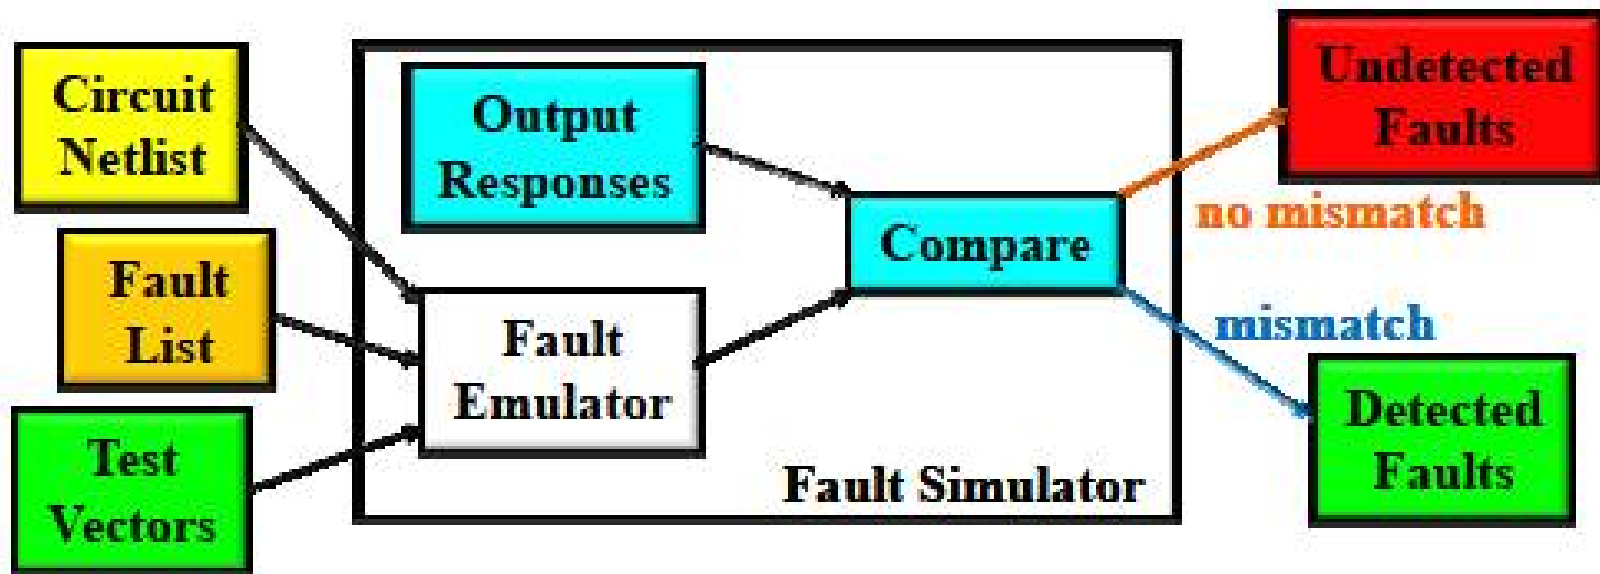 Circuit
Netlist
Fault
List
Test
Vectors
Output
Responses
Fault
Emulator
Compare
Fault Simulator
Undetected
Faults
no mismatch
mismatch
Detected
Faults